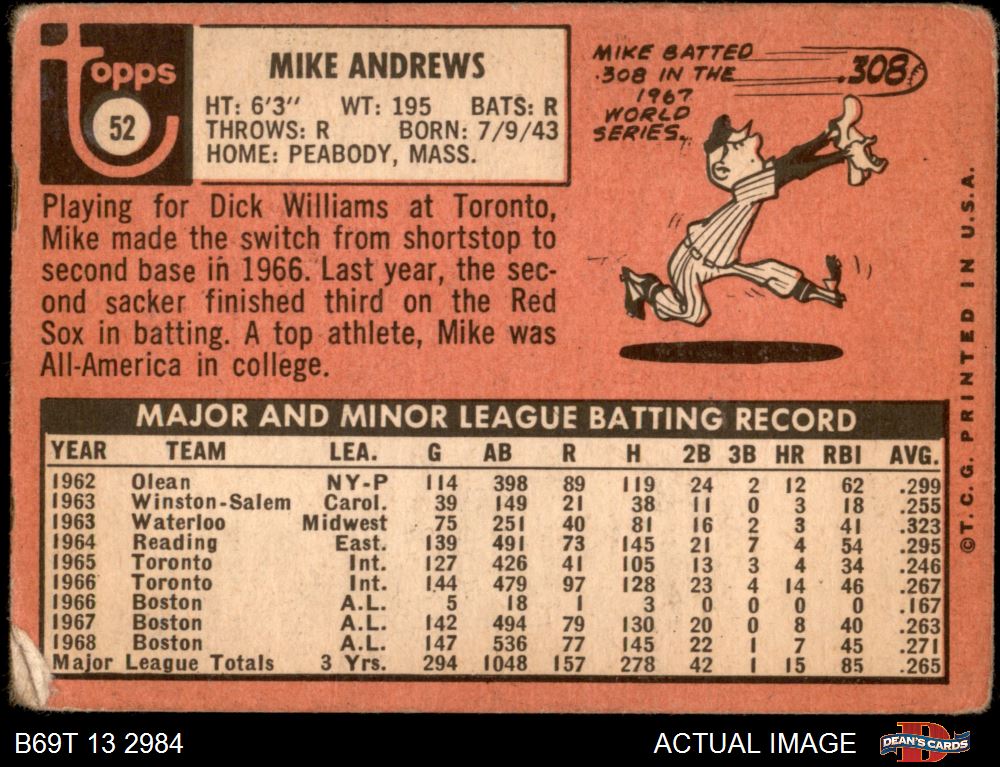 Topps
52
MIKE ANDREWS
HT: 6'3" WT: 195 BATS: R
THROWS: R BORN: 7/9/43
HOME: PEABODY, MASS.
Playing for Dick Williams at Toronto,
Mike made the switch from shortstop to
second base in 1966. Last year, the sec-
ond sacker finished third on the Red
Sox in batting. A top athlete, Mike was
All-America in college.
MIKE BATTED
.308 IN THE
1967
WORLD
SERIES.
.308
MAJOR AND MINOR LEAGUE BATTING RECORD
YEAR TEAM LEA. G AB R H 2B 3B HR RBI AVG.
1962 Olean NY-P 114 398 89 119 24 2 12 62 .299
1963 Winston-Salem Carol. 39 149 21 38 11 0 3 18 .255
1963 Waterloo Midwest 75 251 40 81 16 2 3 41 .323
1964 Reading East. 139 491 73 145 21 7 4 54 .295
1965 Toronto Int. 127 426 41 105 13 3 4 34 .246
1966 Toronto Int. 144 479 97 128 23 4 14 46 .267
1966 Boston A.L. 5 18 1 3 0 0 0 0 .167
1967 Boston A.L. 142 494 79 130 20 0 8 40 .263
1968 Boston A.L. 147 536 77 145 22 1 7 45 .271
Major League Totals 3 Yrs. 294 1048 157 278 42 1 15 85 .265
©T.C.G. PRINTED IN U.S.A.
B69T 13 2984
ACTUAL IMAGE
DEAN'S CARDS